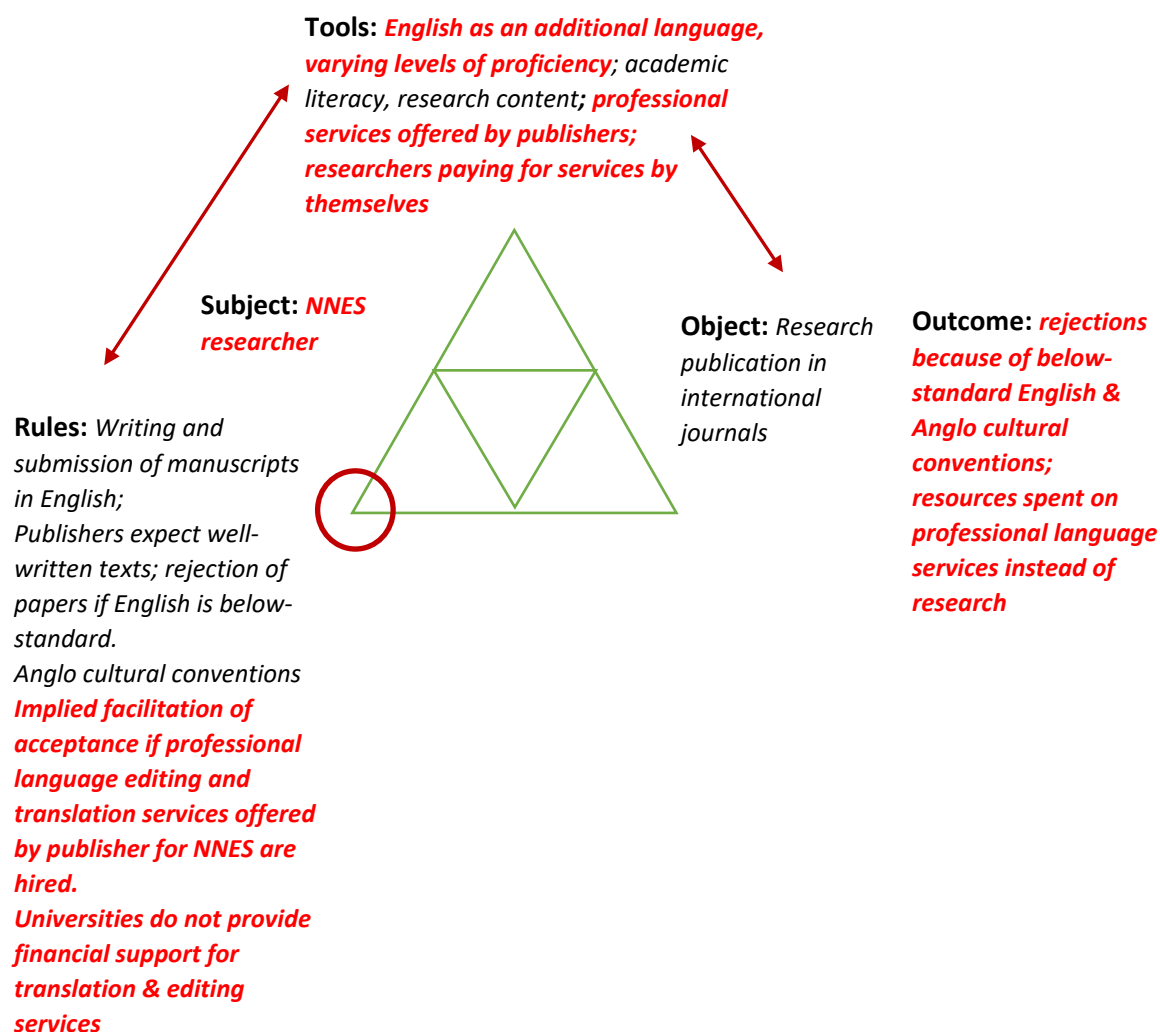 Tools: English as an additional language,
varying levels of proficiency; academic
literacy, research content; professional
services offered by publishers;
researchers paying for services by
themselves
Subject: NNES
researcher
Object: Research
publication in
international
journals
Outcome: rejections
because of below-
standard English &
Anglo cultural
conventions;
resources spent on
professional language
services instead of
research
Rules: Writing and
submission of manuscripts
in English;
Publishers expect well-
written texts; rejection of
papers if English is below-
standard.
Anglo cultural conventions
Implied facilitation of
acceptance if professional
language editing and
translation services offered
by publisher for NNES are
hired.
Universities do not provide
financial support for
translation & editing
services